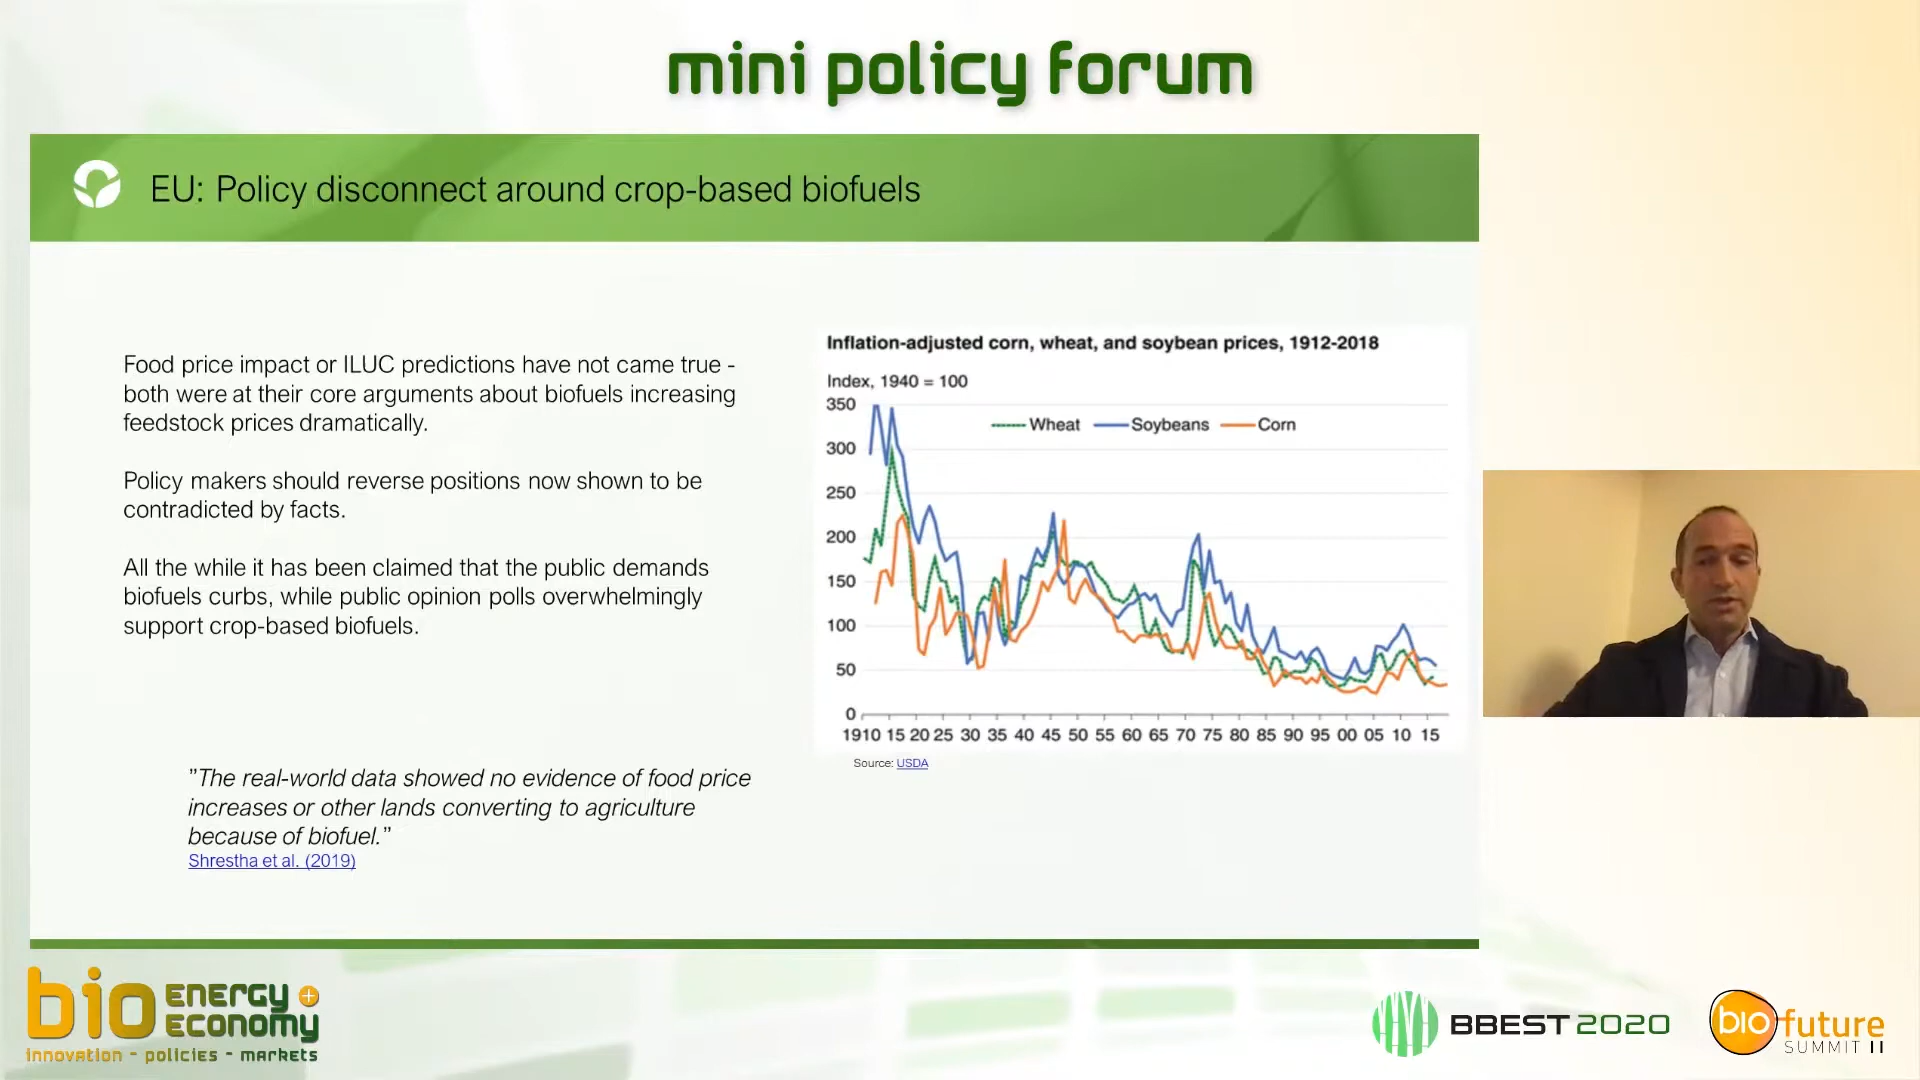 mini policy forum
EU: Policy disconnect around crop-based biofuels
Food price impact or ILUC predictions have not came true -
both were at their core arguments about biofuels increasing
feedstock prices dramatically.
Policy makers should reverse positions now shown to be
contradicted by facts.
All the while it has been claimed that the public demands
biofuels curbs, while public opinion polls overwhelmingly
support crop-based biofuels.
"The real-world data showed no evidence of food price
increases or other lands converting to agriculture
because of biofuel."
Shrestha et al. (2019)
Inflation-adjusted corn, wheat, and soybean prices, 1912-2018
Index, 1940 = 100
350
Wheat Soybeans Corn
300
250
200
150
100
50
0
1910 15 20 25 30 35 40 45 50 55 60 65 70 75 80 85 90 95 00 05 10 15
Source: USDA
bio ENERGY +
ECONOMY
innovation - policies - markets
BBEST 2020
biofuture
SUMMIT II